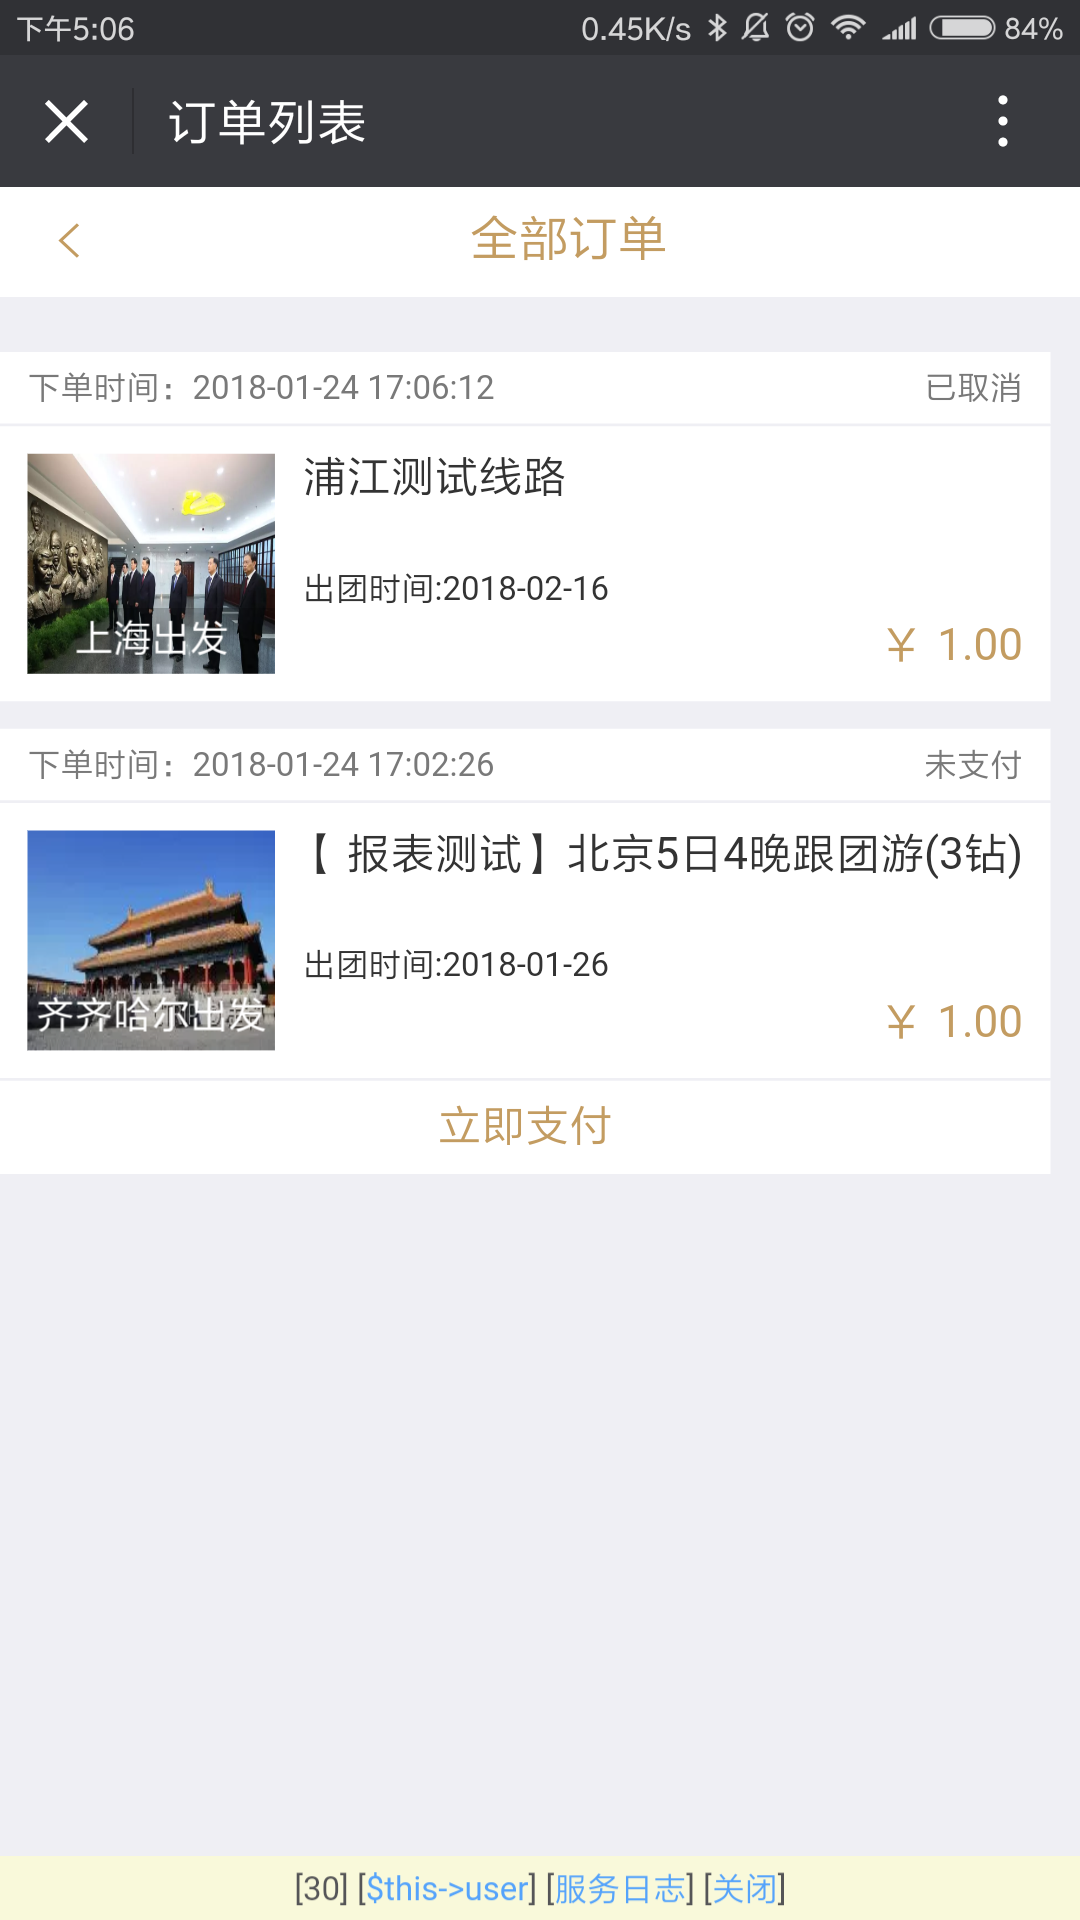 下午5:06
0.45K/s
84%
订单列表
全部订单
下单时间：2018-01-24 17:06:12
已取消
浦江测试线路
出团时间:2018-02-16
上海出发
￥ 1.00
下单时间：2018-01-24 17:02:26
未支付
【报表测试】北京5日4晚跟团游(3钻)
出团时间:2018-01-26
齐齐哈尔出发
￥ 1.00
立即支付
[30] [$this->user] [服务日志] [关闭]